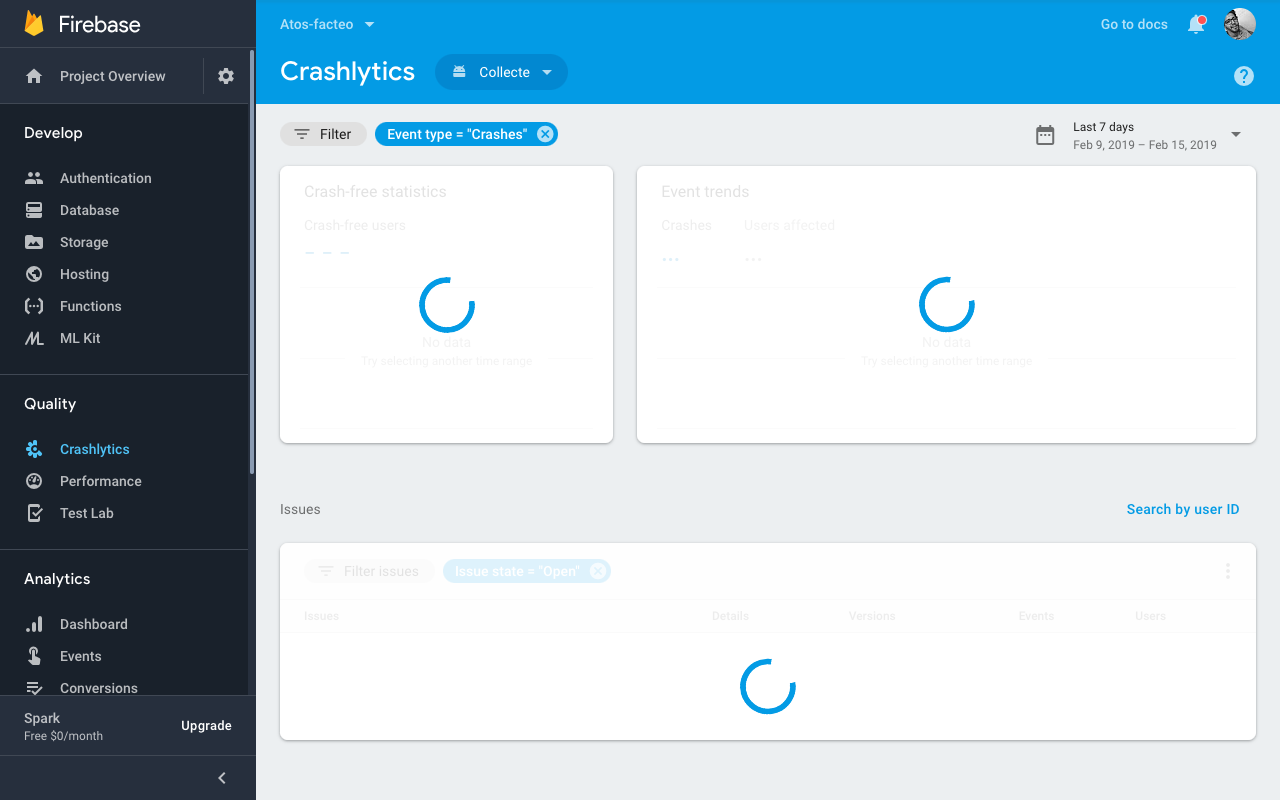 Firebase
Project Overview
Develop
Authentication
Database
Storage
Hosting
Functions
ML Kit
Quality
Crashlytics
Performance
Test Lab
Analytics
Dashboard
Events
Conversions
Spark
Free $0/month
Upgrade
Atos-facteo
Go to docs
Crashlytics
Collecte
Filter
Event type = "Crashes"
Last 7 days
Feb 9, 2019 – Feb 15, 2019
Crash-free statistics
Crash-free users
– – –
No data
Try selecting another time range
Event trends
Crashes Users affected
... ...
No data
Try selecting another time range
Issues
Search by user ID
Filter issues
Issue state = "Open"
Issues Details Versions Events Users